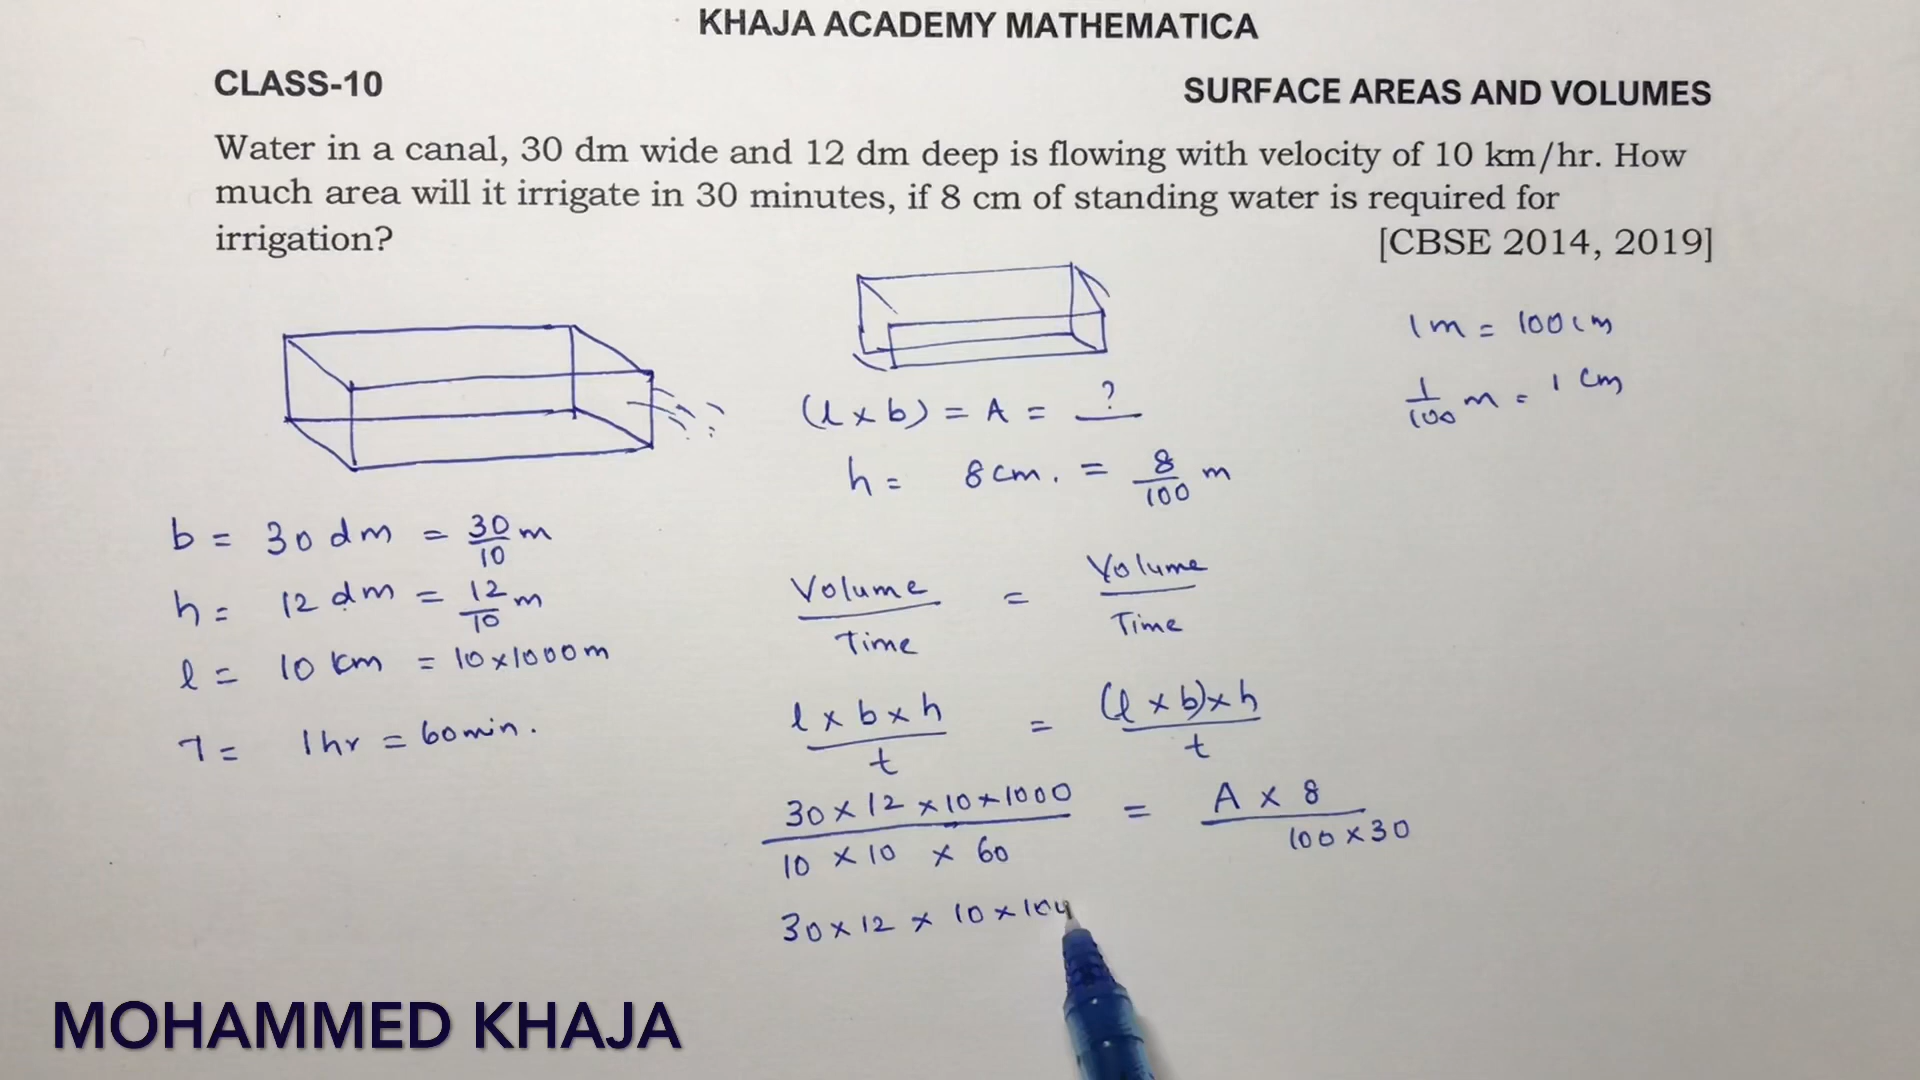 KHAJA ACADEMY MATHEMATICA
CLASS-10
SURFACE AREAS AND VOLUMES
Water in a canal, 30 dm wide and 12 dm deep is flowing with velocity of 10 km/hr. How
much area will it irrigate in 30 minutes, if 8 cm of standing water is required for
irrigation?
[CBSE 2014, 2019]
1m = 100cm
1/100 m = 1 cm
(l x b) = A = ?
h = 8cm. = 8/100 m
b = 30 dm = 30/10 m
h = 12 dm = 12/10 m
l = 10 km = 10x1000m
T = 1hr = 60min.
Volume/Time = Volume/Time
l x b x h/t = (l x b)x h/t
30 x 12 x 10 x 1000/10 x 10 x 60 = A x 8/100 x 30
30 x 12 x 10 x
MOHAMMED KHAJA